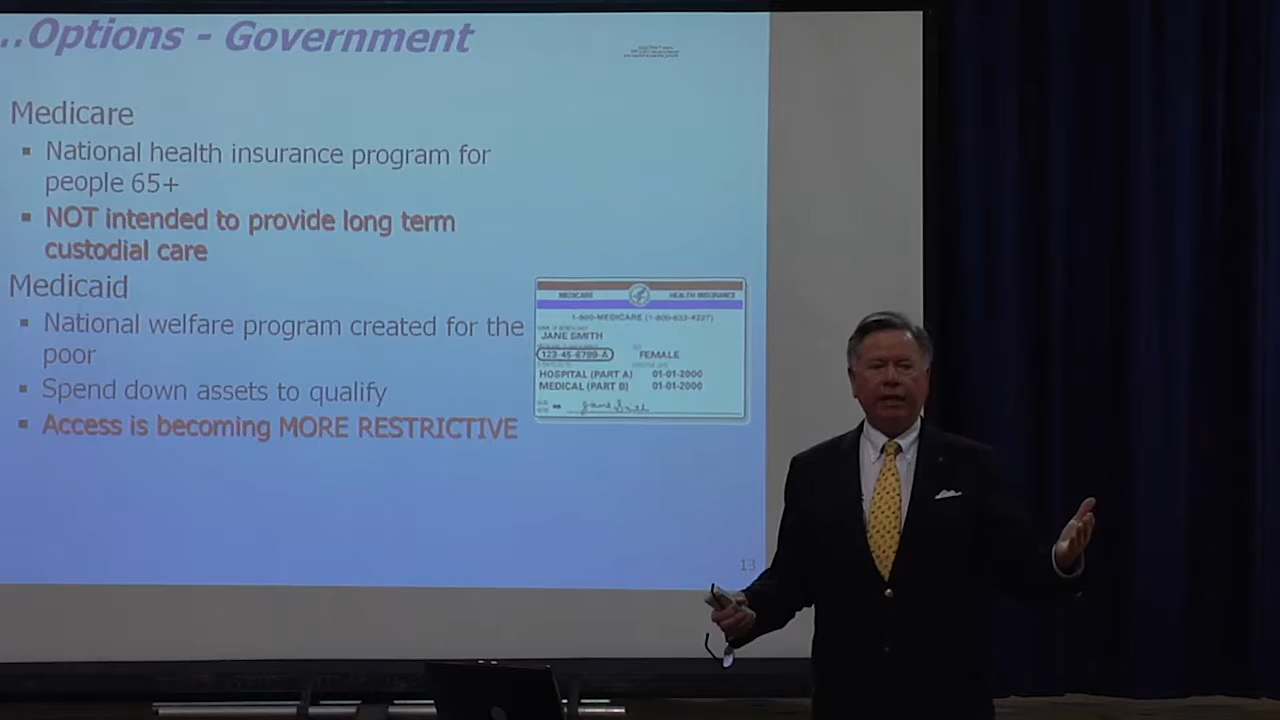 ..Options - Government
Medicare
▪ National health insurance program for
people 65+
▪ NOT intended to provide long term
custodial care
Medicaid
▪ National welfare program created for the
poor
▪ Spend down assets to qualify
▪ Access is becoming MORE RESTRICTIVE
MEDICARE HEALTH INSURANCE
1-800-MEDICARE (1-800-633-4227)
JANE SMITH
123-45-6789-A FEMALE
HOSPITAL (PART A) 01-01-2000
MEDICAL (PART B) 01-01-2000
Jane Smith
13